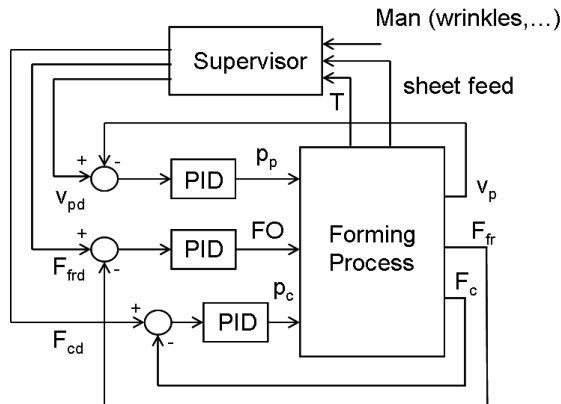 Man (wrinkles,...)
Supervisor
sheet feed
T
+
-
v_pd
PID
p_p
v_p
+
-
F_frd
PID
FO
Forming
Process
F_fr
+
-
F_cd
PID
p_c
F_c